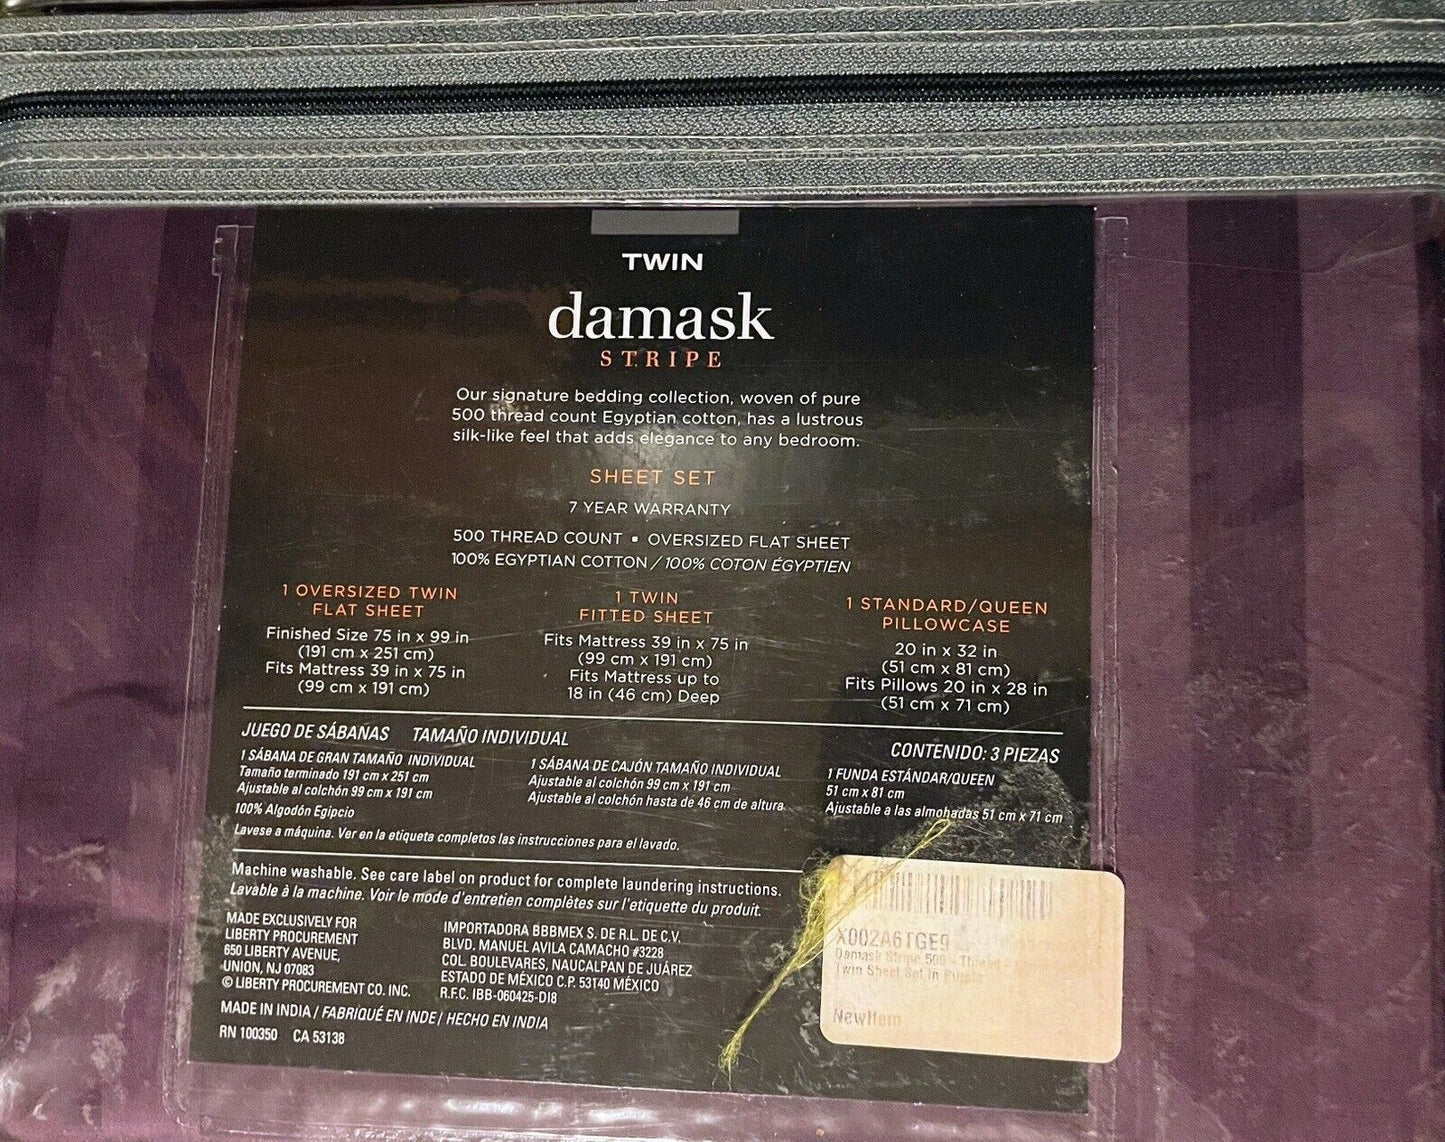 TWIN
damask
STRIPE
Our signature bedding collection, woven of pure
500 thread count Egyptian cotton, has a lustrous
silk-like feel that adds elegance to any bedroom.
SHEET SET
7 YEAR WARRANTY
500 THREAD COUNT ▪ OVERSIZED FLAT SHEET
100% EGYPTIAN COTTON / 100% COTON ÉGYPTIEN
1 OVERSIZED TWIN
FLAT SHEET
Finished Size 75 in x 99 in
(191 cm x 251 cm)
Fits Mattress 39 in x 75 in
(99 cm x 191 cm)
1 TWIN
FITTED SHEET
Fits Mattress 39 in x 75 in
(99 cm x 191 cm)
Fits Mattress up to
18 in (46 cm) Deep
1 STANDARD/QUEEN
PILLOWCASE
20 in x 32 in
(51 cm x 81 cm)
Fits Pillows 20 in x 28 in
(51 cm x 71 cm)
JUEGO DE SÁBANAS TAMAÑO INDIVIDUAL
CONTENIDO: 3 PIEZAS
1 SÁBANA DE GRAN TAMAÑO INDIVIDUAL
Tamaño terminado 191 cm x 251 cm
Ajustable al colchón 99 cm x 191 cm
100% Algodón Egipcio
1 SÁBANA DE CAJÓN TAMAÑO INDIVIDUAL
Ajustable al colchón 99 cm x 191 cm
Ajustable al colchón hasta de 46 cm de altura
1 FUNDA ESTÁNDAR/QUEEN
51 cm x 81 cm
Ajustable a las almohadas 51 cm x 71 cm
Lavese a máquina. Ver en la etiqueta completos las instrucciones para el lavado.
Machine washable. See care label on product for complete laundering instructions.
Lavable à la machine. Voir le mode d'entretien complètes sur l'etiquette du produit.
MADE EXCLUSIVELY FOR
LIBERTY PROCUREMENT
650 LIBERTY AVENUE,
UNION, NJ 07083
© LIBERTY PROCUREMENT CO. INC.
IMPORTADORA BBBMEX S. DE R.L. DE C.V.
BLVD. MANUEL AVILA CAMACHO #3228
COL. BOULEVARES, NAUCALPAN DE JUÁREZ
ESTADO DE MÉXICO C.P. 53140 MÉXICO
R.F.C. IBB-060425-DI8
MADE IN INDIA / FABRIQUÉ EN INDE / HECHO EN INDIA
RN 100350 CA 53138
X002A6TGE9
Damask Stripe 500 - Thread
Twin Sheet Set in Purple
NewItem